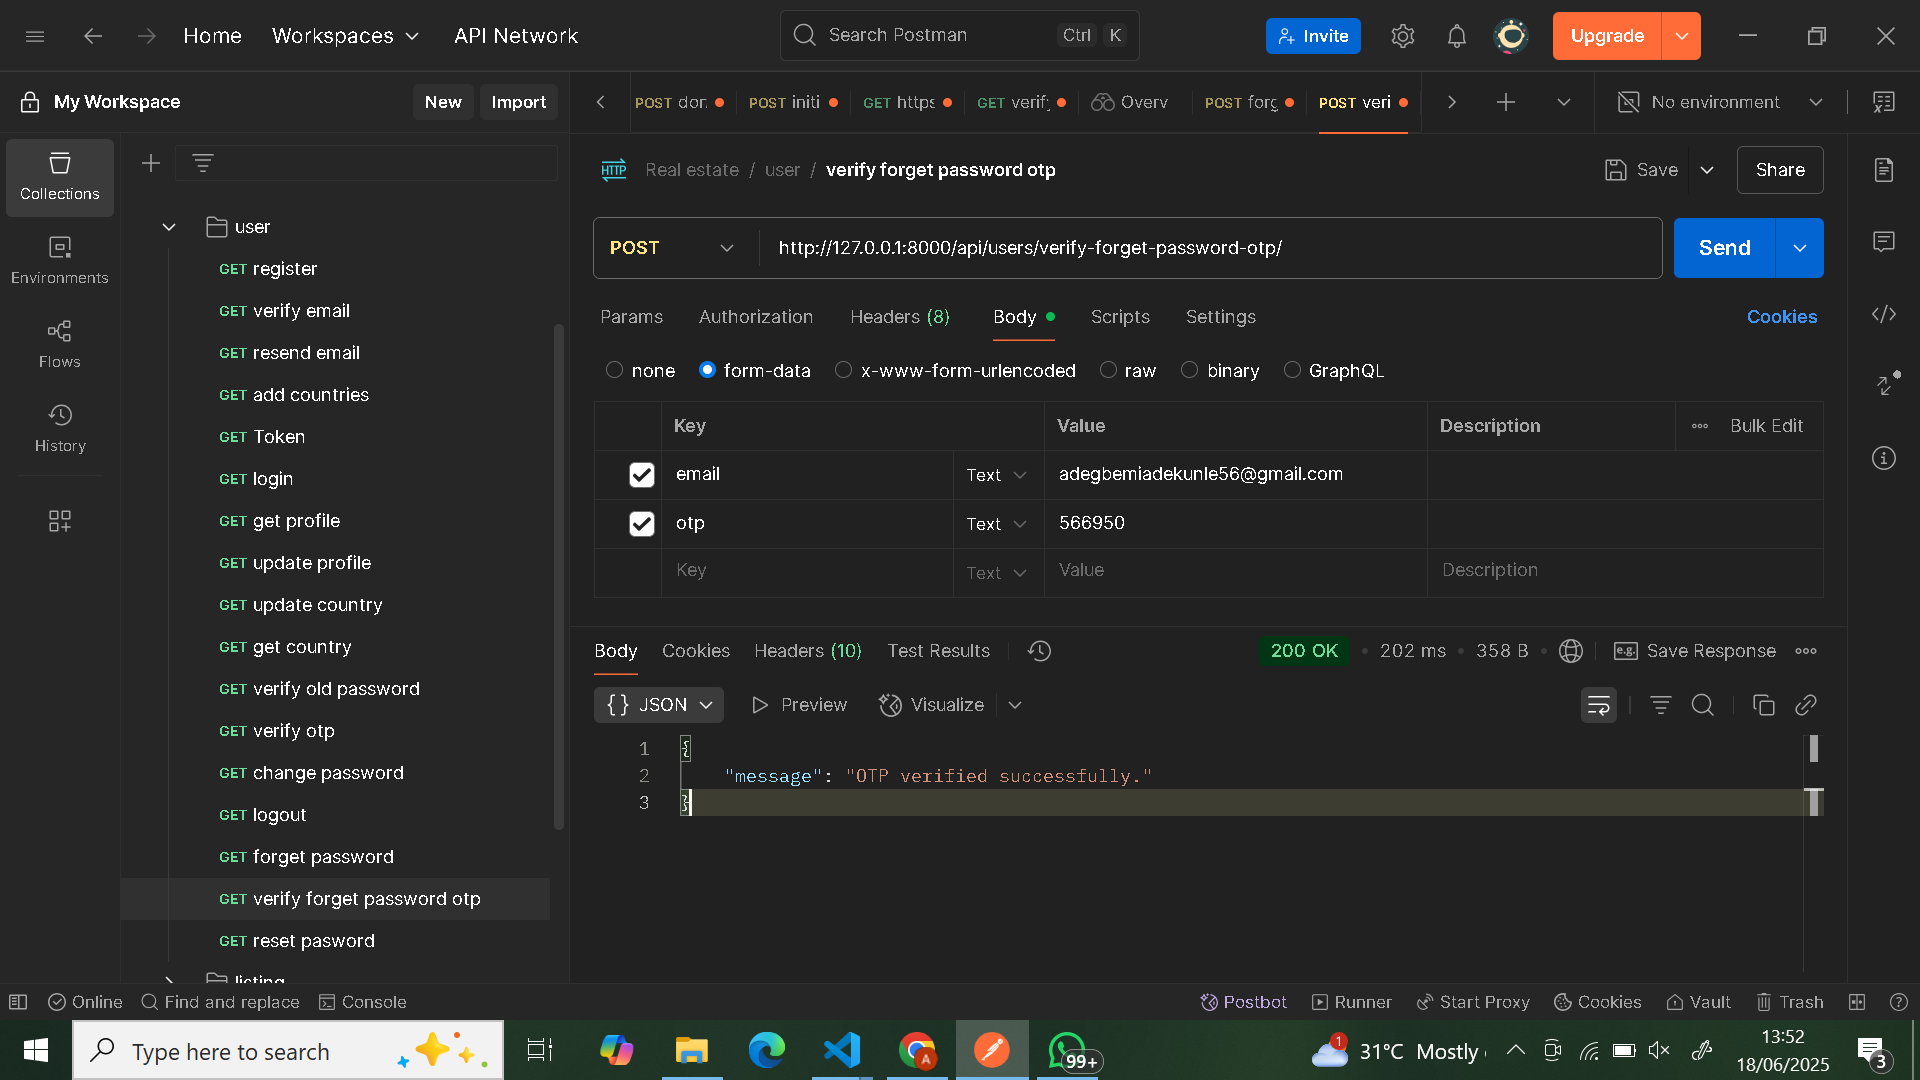 Home Workspaces API Network Search Postman Ctrl K Invite Upgrade
My Workspace New Import POST dor POST initi GET https GET verify Overv POST forg POST veri No environment
Collections
Environments
Flows
History
user
GET register
GET verify email
GET resend email
GET add countries
GET Token
GET login
GET get profile
GET update profile
GET update country
GET get country
GET verify old password
GET verify otp
GET change password
GET logout
GET forget password
GET verify forget password otp
GET reset pasword
listing
HTTP Real estate / user / verify forget password otp Save Share
POST http://127.0.0.1:8000/api/users/verify-forget-password-otp/ Send
Params Authorization Headers (8) Body Scripts Settings Cookies
none form-data x-www-form-urlencoded raw binary GraphQL
Key Value Description Bulk Edit
email Text adegbemiadekunle56@gmail.com
otp Text 566950
Key Text Value Description
Body Cookies Headers (10) Test Results 200 OK • 202 ms • 358 B • e.g. Save Response
{} JSON Preview Visualize
1 {
2 "message": "OTP verified successfully."
3 }
Online Find and replace Console Postbot Runner Start Proxy Cookies Vault Trash
Type here to search A 99+ 1 31°C Mostly 13:52
18/06/2025 3